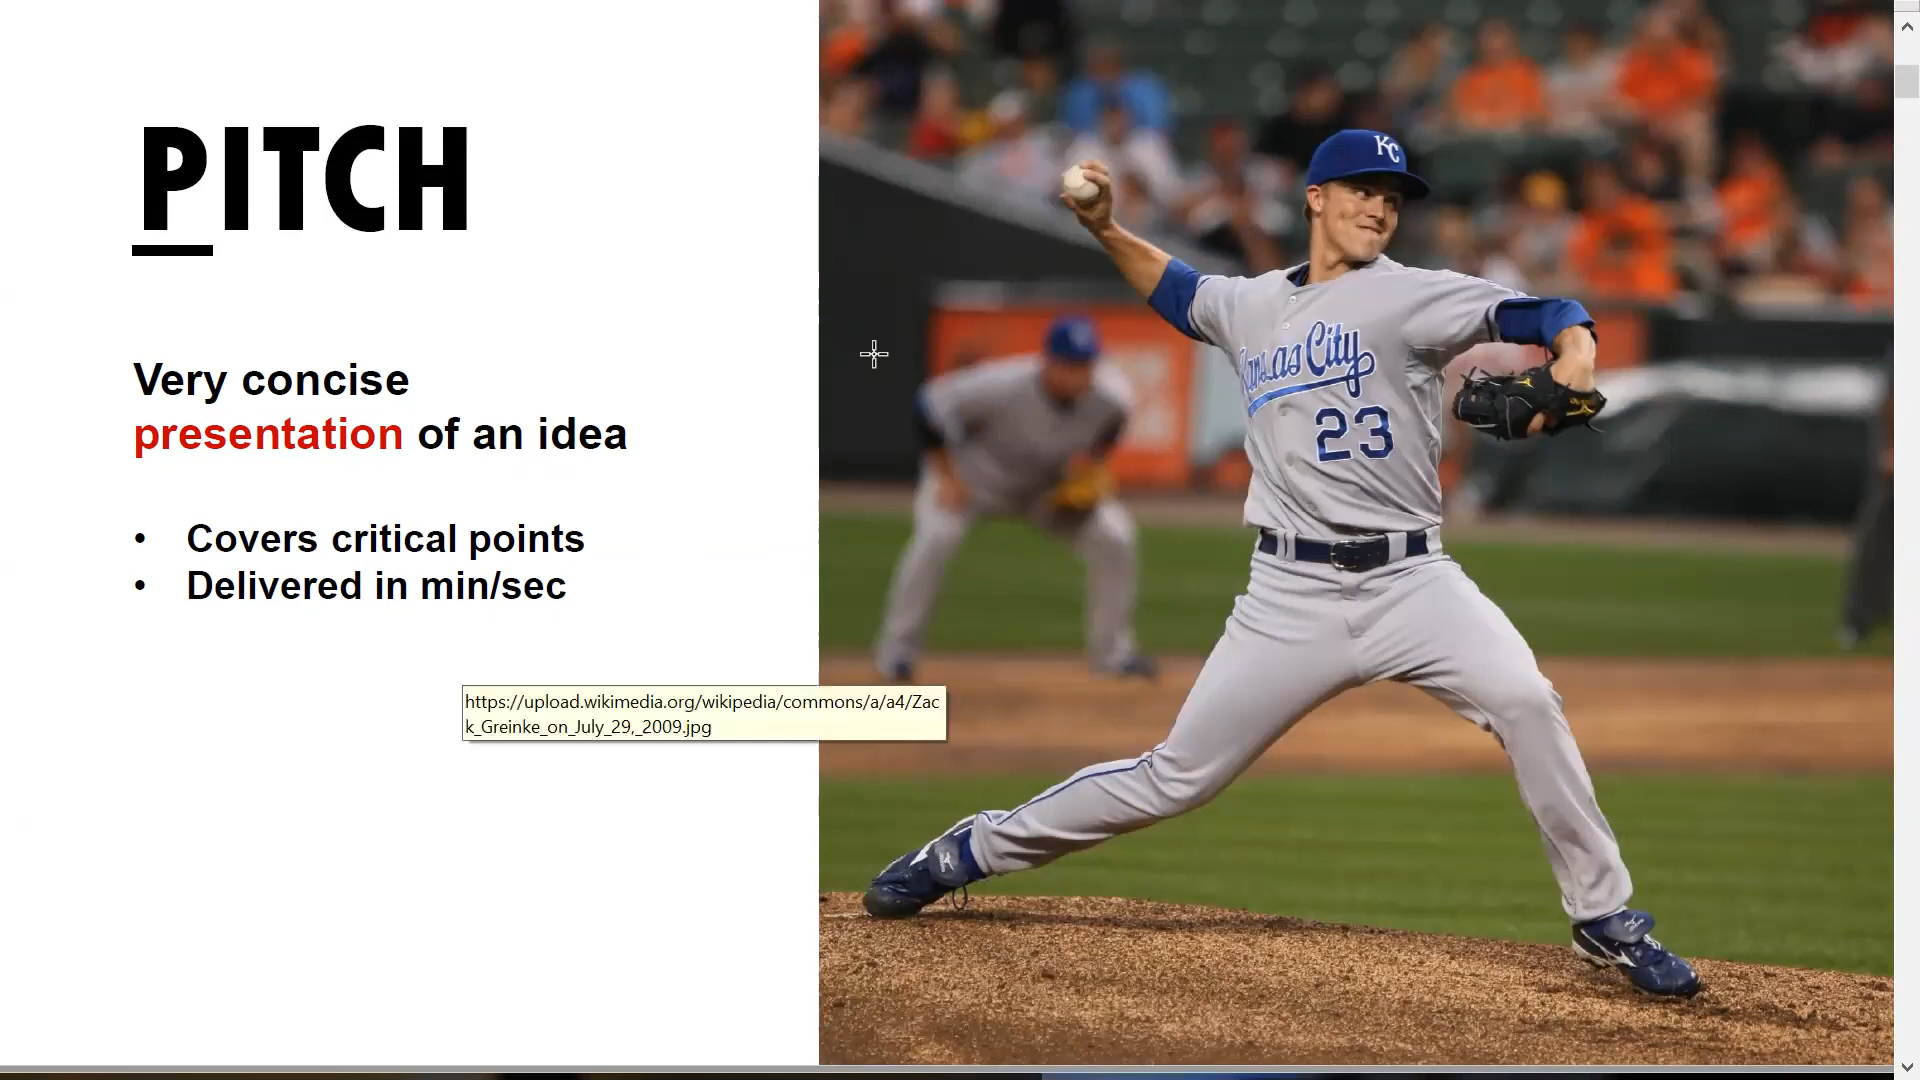 PITCH
Very concise
presentation of an idea
• Covers critical points
• Delivered in min/sec
https://upload.wikimedia.org/wikipedia/commons/a/a4/Zac
k_Greinke_on_July_29,_2009.jpg
KC
Kansas City
23